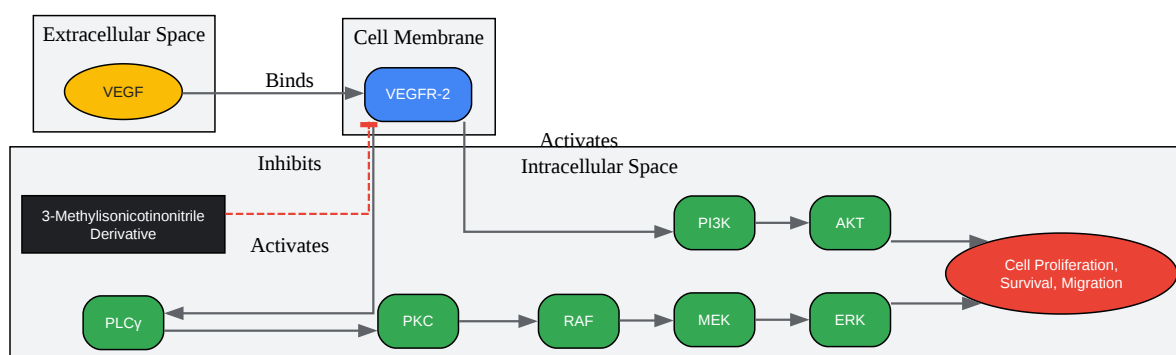 Extracellular Space
Cell Membrane
VEGF
Binds
VEGFR-2
Activates
Inhibits
Intracellular Space
3-Methylisonicotinonitrile
Derivative
Activates
PI3K
AKT
Cell Proliferation,
Survival, Migration
PLCγ
PKC
RAF
MEK
ERK